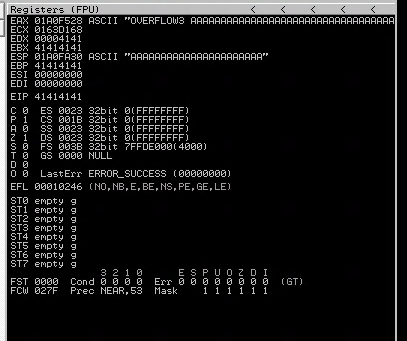 Registers (FPU) < < < < <
EAX 01A0F528 ASCII "OVERFLOW3 AAAAAAAAAAAAAAAAAAAAAAAAAAAAAAAAAAA
ECX 0163D168
EDX 00004141
EBX 41414141
ESP 01A0FA30 ASCII "AAAAAAAAAAAAAAAAAAAAAA"
EBP 41414141
ESI 00000000
EDI 00000000
EIP 41414141
C 0 ES 0023 32bit 0(FFFFFFFF)
P 1 CS 001B 32bit 0(FFFFFFFF)
A 0 SS 0023 32bit 0(FFFFFFFF)
Z 1 DS 0023 32bit 0(FFFFFFFF)
S 0 FS 003B 32bit 7FFDE000(4000)
T 0 GS 0000 NULL
D 0
O 0 LastErr ERROR_SUCCESS (00000000)
EFL 00010246 (NO,NB,E,BE,NS,PE,GE,LE)
ST0 empty g
ST1 empty g
ST2 empty g
ST3 empty g
ST4 empty g
ST5 empty g
ST6 empty g
ST7 empty g
3 2 1 0 E S P U O Z D I
FST 0000 Cond 0 0 0 0 Err 0 0 0 0 0 0 0 0 (GT)
FCW 027F Prec NEAR,53 Mask 1 1 1 1 1 1